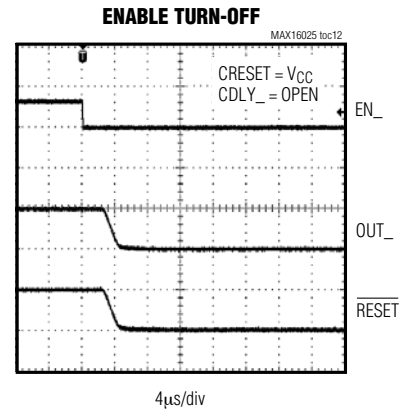 ENABLE TURN-OFF
MAX16025 toc12
CRESET = VCC
CDLY_ = OPEN
EN_
OUT_
RESET
4µs/div